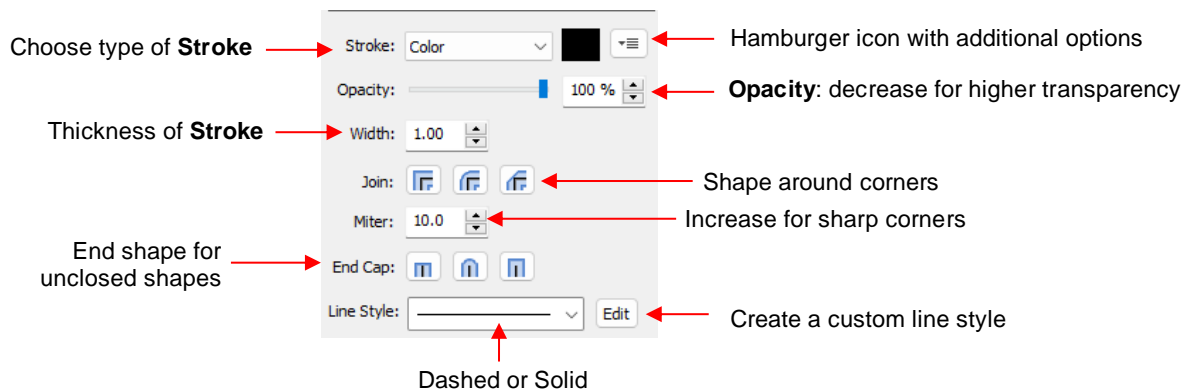 Choose type of Stroke
Stroke: Color
Hamburger icon with additional options
Opacity: 100 %
Opacity: decrease for higher transparency
Thickness of Stroke
Width: 1.00
Join:
Shape around corners
Miter: 10.0
Increase for sharp corners
End shape for
unclosed shapes
End Cap:
Line Style: Edit
Create a custom line style
Dashed or Solid